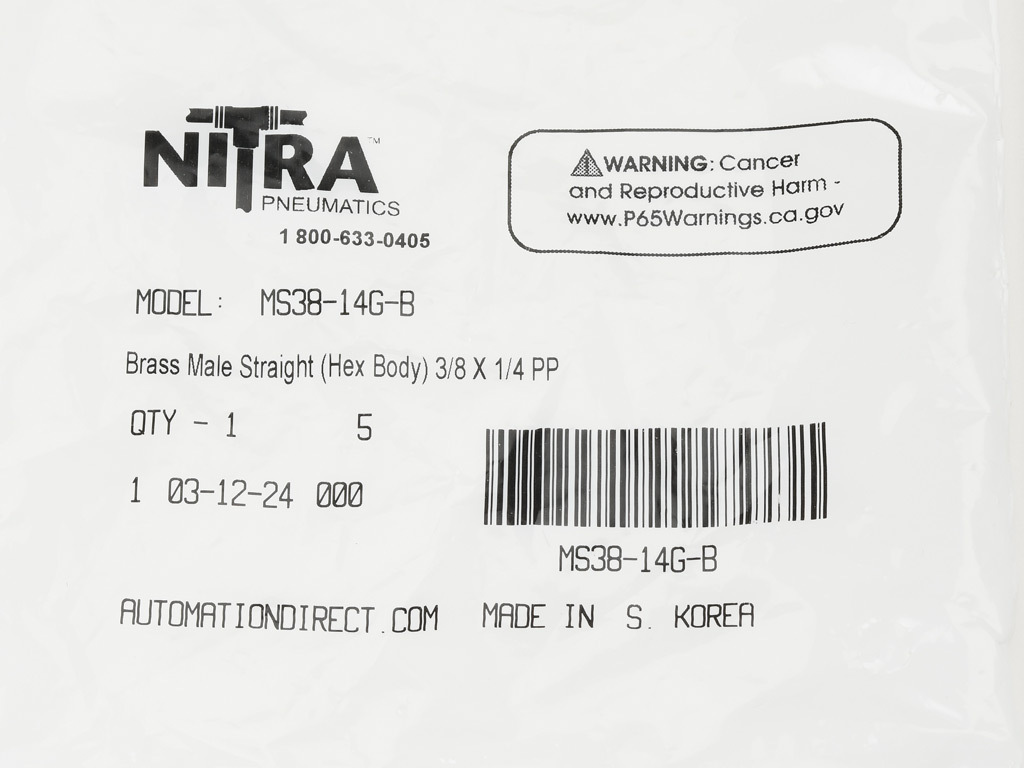 NITRA™
PNEUMATICS
1 800-633-0405
WARNING: Cancer
and Reproductive Harm -
www.P65Warnings.ca.gov
MODEL: MS38-14G-B
Brass Male Straight (Hex Body) 3/8 X 1/4 PP
QTY - 1 5
1 03-12-24 000
MS38-14G-B
AUTOMATIONDIRECT.COM MADE IN S. KOREA